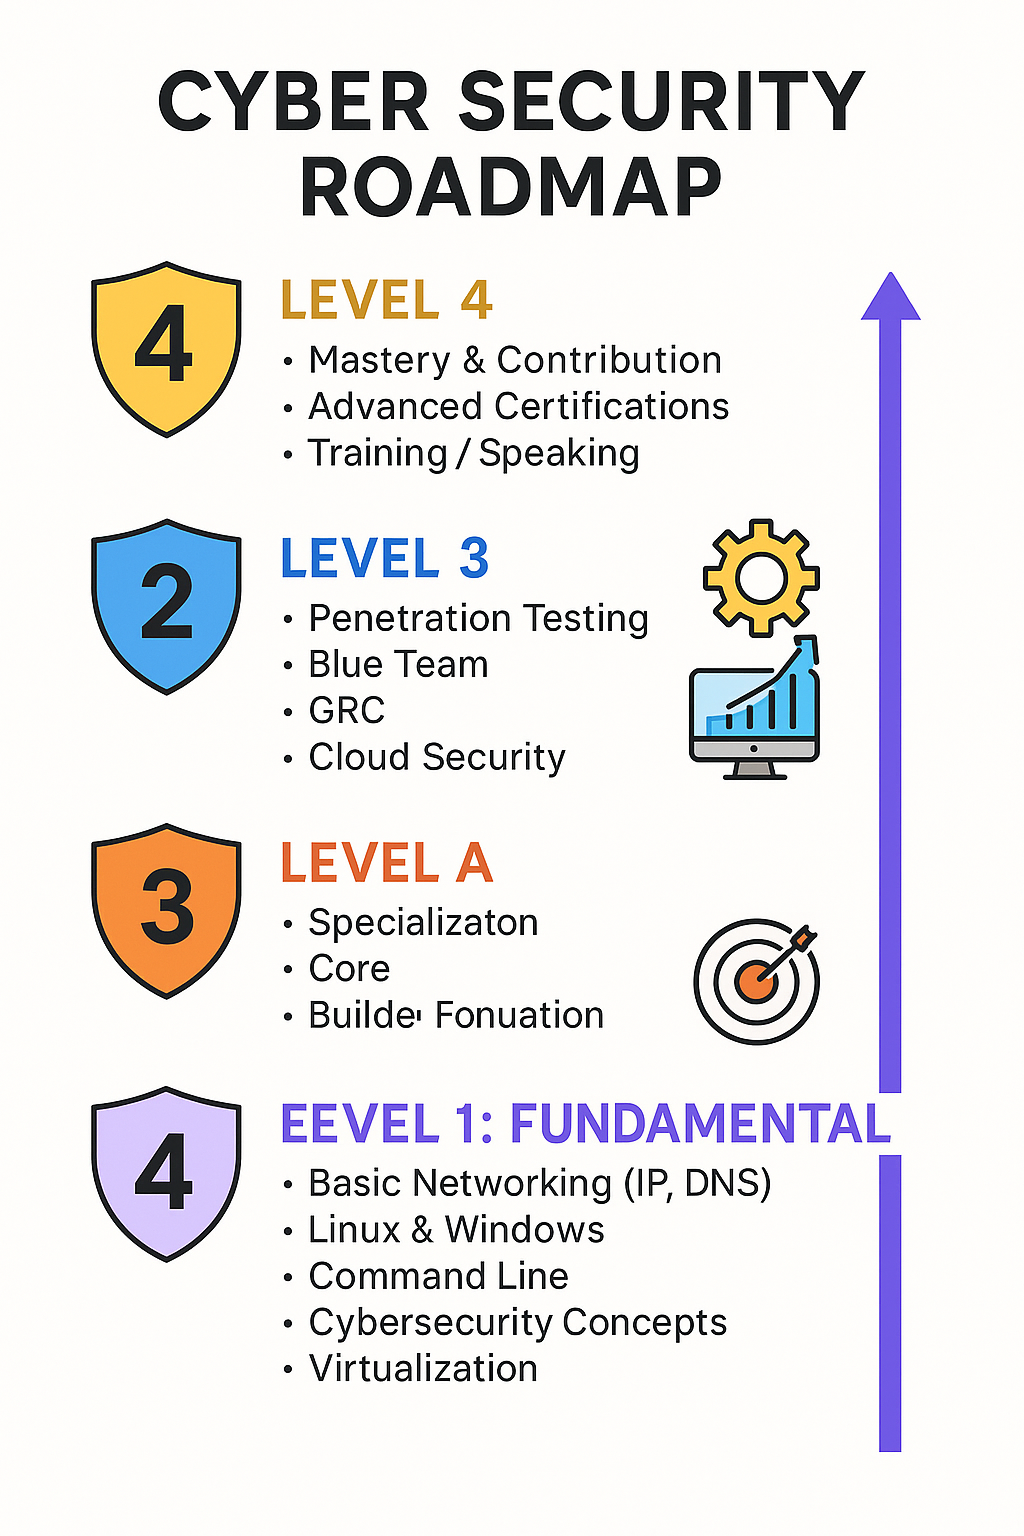 CYBER SECURITY
ROADMAP
4
LEVEL 4
• Mastery & Contribution
• Advanced Certifications
• Training / Speaking
2
LEVEL 3
• Penetration Testing
• Blue Team
• GRC
• Cloud Security
3
LEVEL A
• Specializaton
• Core
• Fonuation
4
EEVEL 1: FUNDAMENTAL
• Basic Networking (IP, DNS)
• Linux & Windows
• Command Line
• Cybersecurity Concepts
• Virtualization